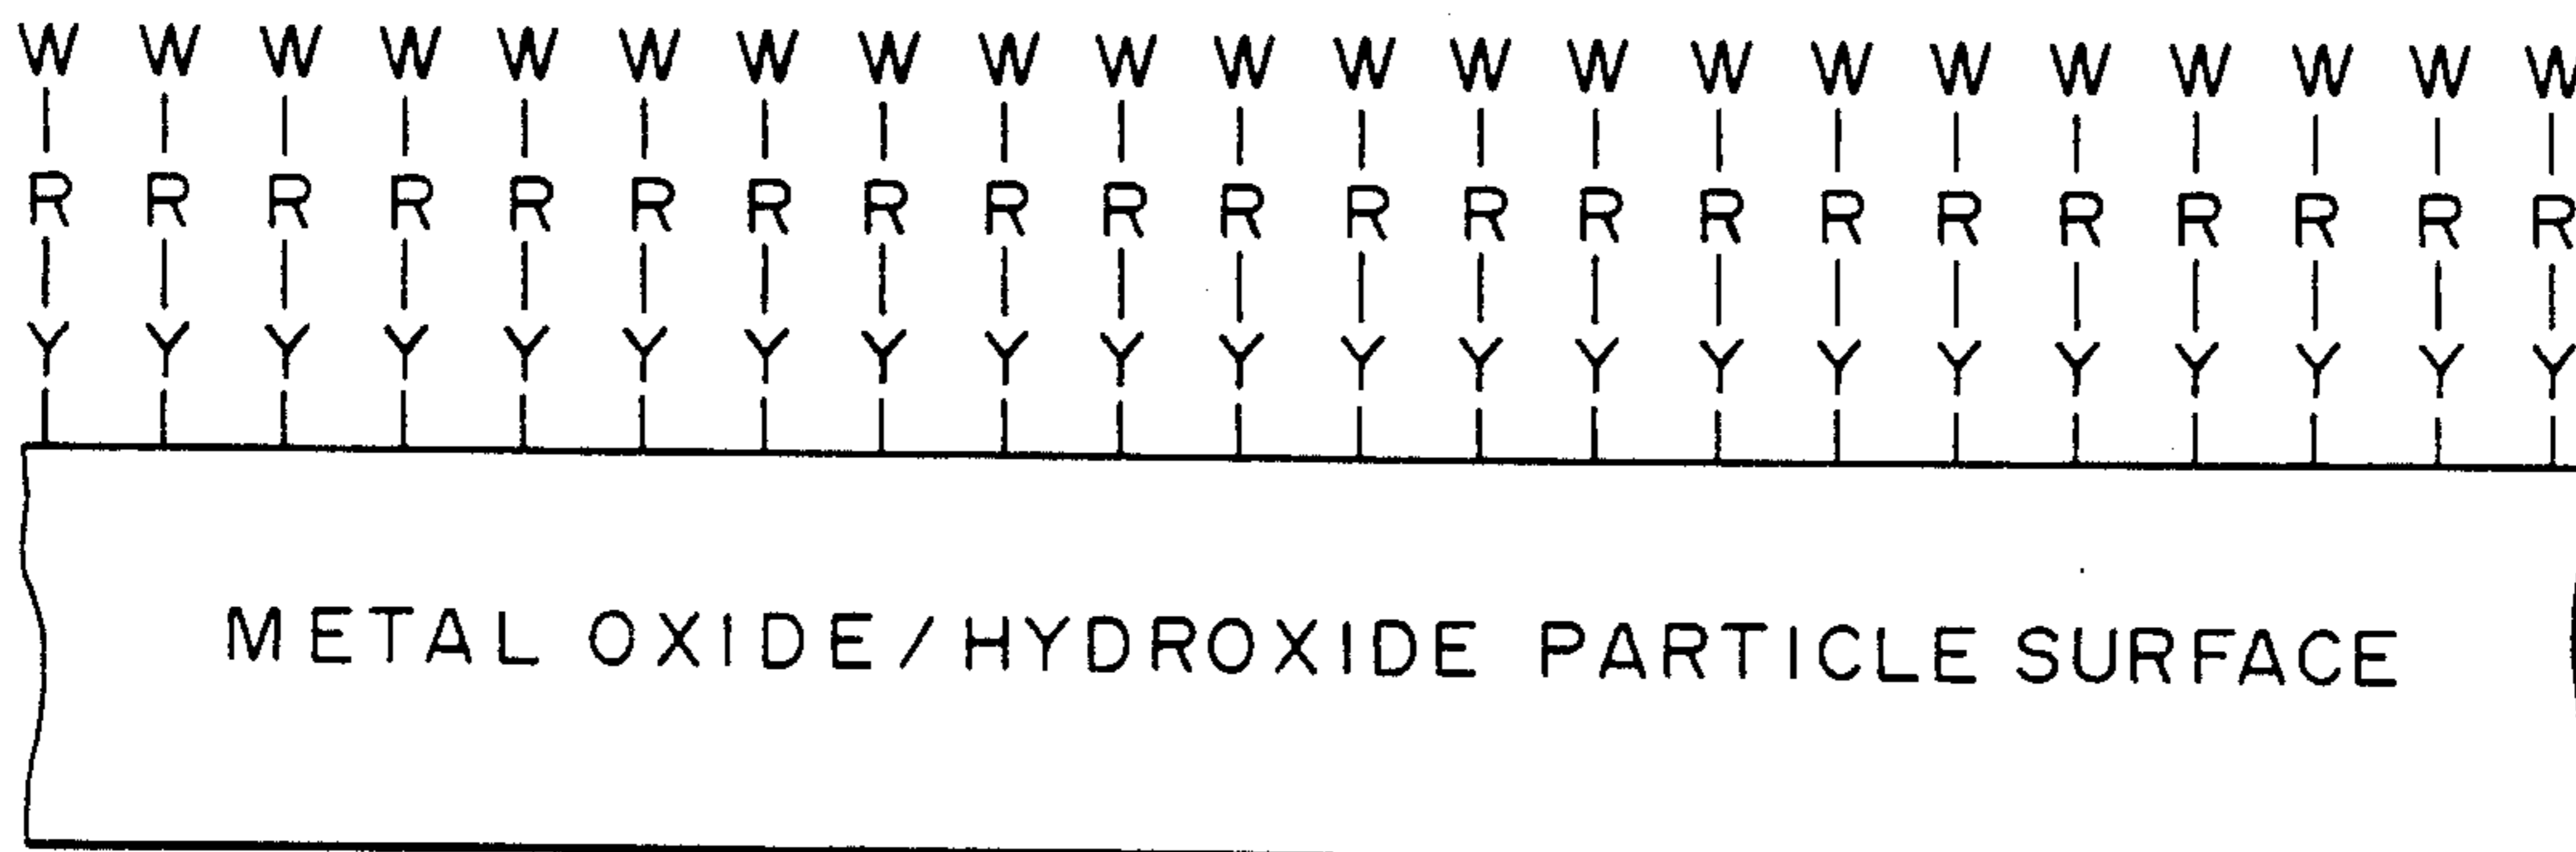 W W W W W W W W W W W W W W W W W W W W W W
R R R R R R R R R R R R R R R R R R R R R R
Y Y Y Y Y Y Y Y Y Y Y Y Y Y Y Y Y Y Y Y Y Y
METAL OXIDE/HYDROXIDE PARTICLE SURFACE